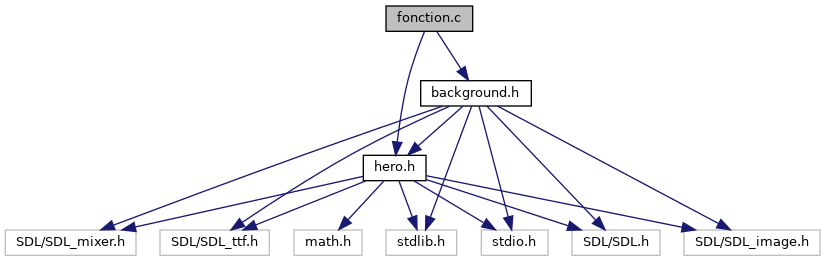 fonction.c
background.h
hero.h
SDL/SDL_mixer.h
SDL/SDL_ttf.h
math.h
stdlib.h
stdio.h
SDL/SDL.h
SDL/SDL_image.h